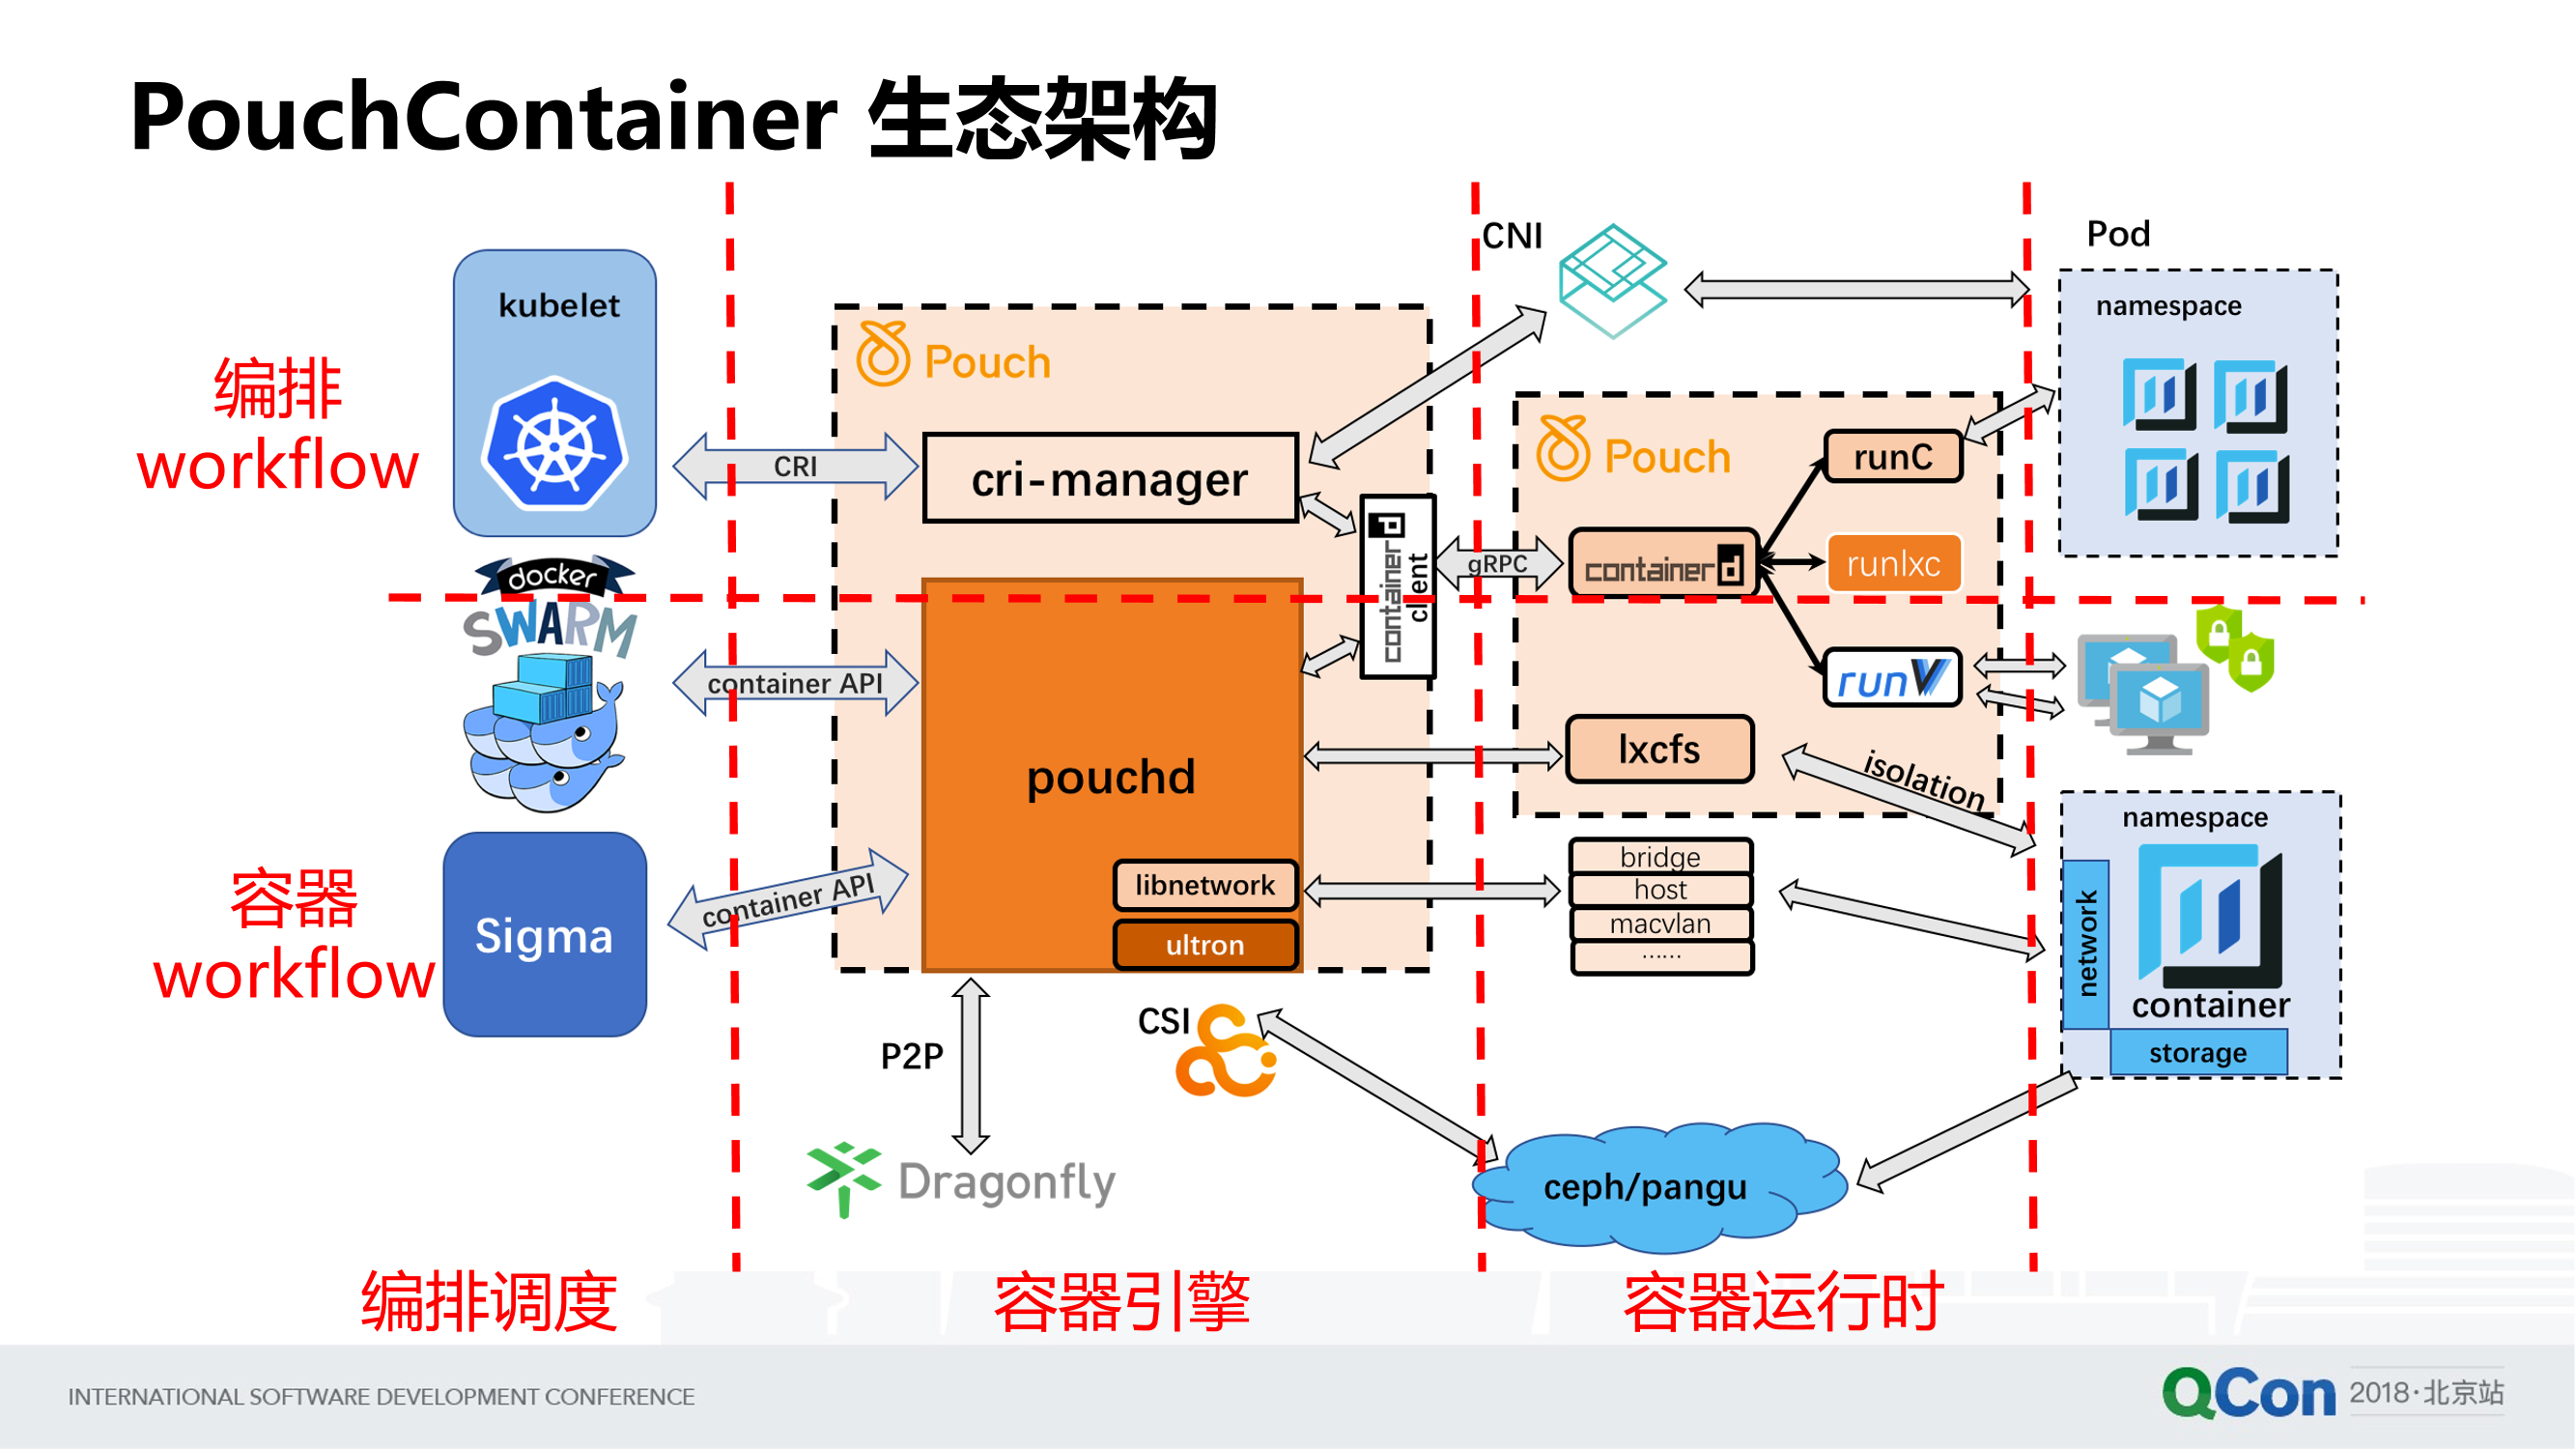 PouchContainer 生态架构
编排
workflow
容器
workflow
kubelet
docker
SWARM
Sigma
CRI
container API
container API
Pouch
cri-manager
pouchd
libnetwork
ultron
containerd
client
P2P
Dragonfly
CSI
CNI
gRPC
Pouch
containerd
runC
runlxc
runV
lxcfs
isolation
bridge
host
macvlan
......
ceph/pangu
Pod
namespace
namespace
network
container
storage
编排调度
容器引擎
容器运行时
INTERNATIONAL SOFTWARE DEVELOPMENT CONFERENCE
QCon 2018·北京站